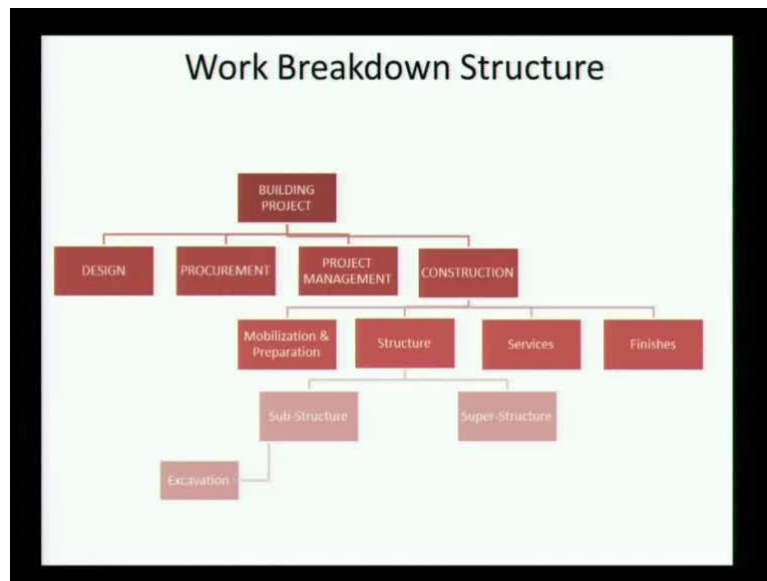 Work Breakdown Structure
BUILDING
PROJECT
DESIGN
PROCUREMENT
PROJECT
MANAGEMENT
CONSTRUCTION
Mobilization &
Preparation
Structure
Services
Finishes
Sub-Structure
Super-Structure
Excavation